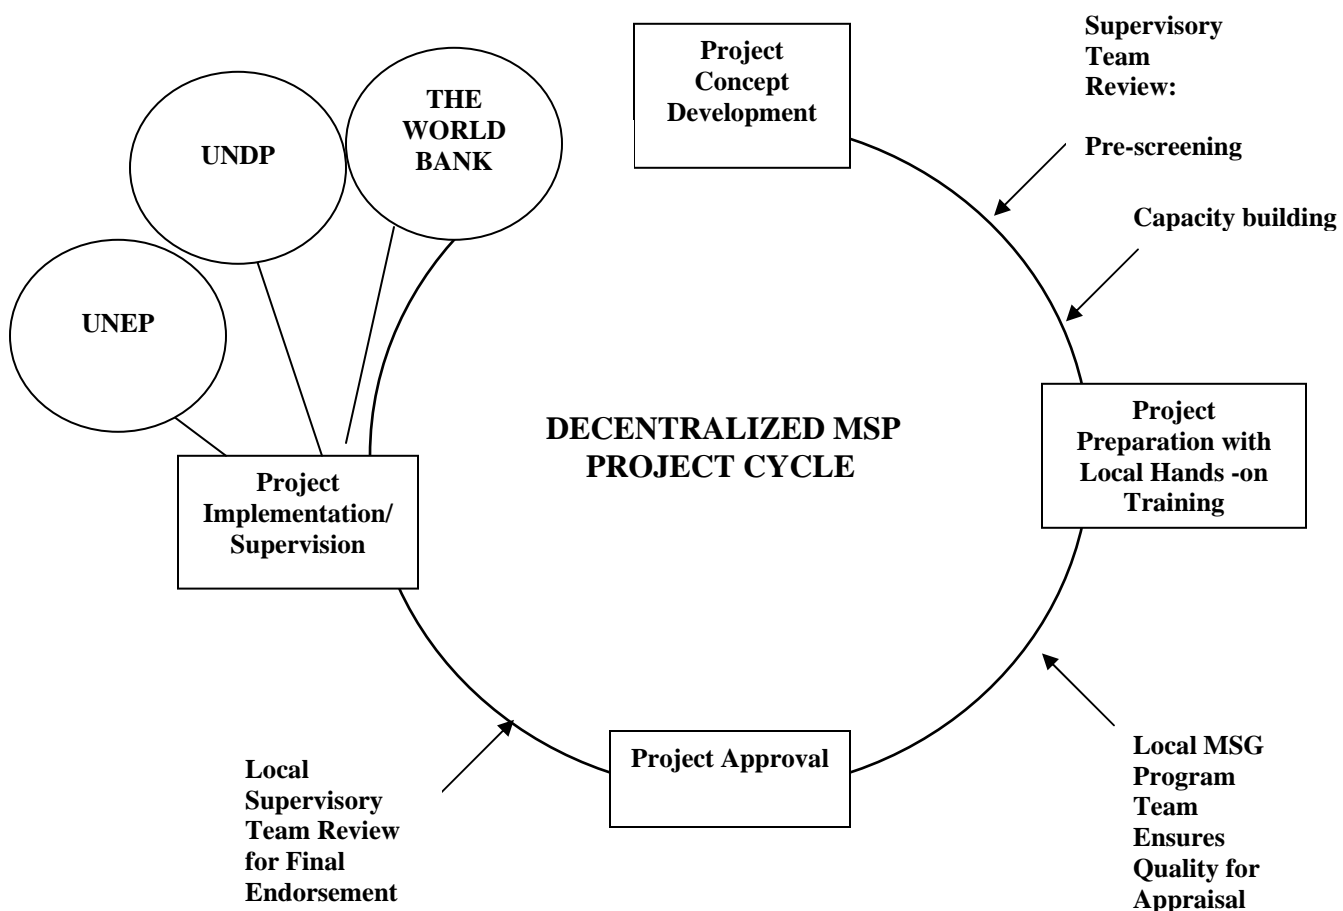 Project
Concept
Development
Supervisory
Team
Review:
Pre-screening
Capacity building
THE
WORLD
BANK
UNDP
UNEP
DECENTRALIZED MSP
PROJECT CYCLE
Project
Preparation with
Local Hands -on
Training
Project
Implementation/
Supervision
Project Approval
Local
Supervisory
Team Review
for Final
Endorsement
Local MSG
Program
Team
Ensures
Quality for
Appraisal